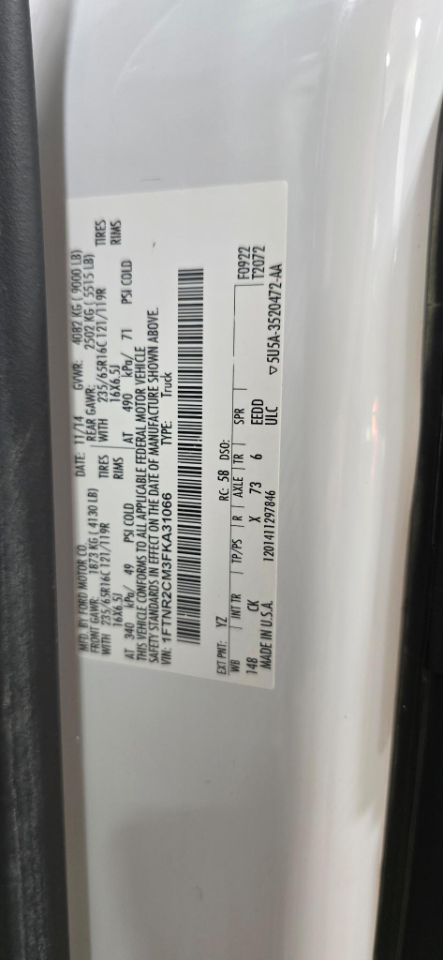 MFD. BY FORD MOTOR CO. DATE: 11/14 GVWR: 4082 KG ( 9000 LB)
FRONT GAWR: 1873 KG ( 4130 LB) REAR GAWR: 2502 KG ( 5515 LB)
WITH 235/65R16C 121/119R TIRES WITH 235/65R16C 121/119R TIRES
16X6.5J RIMS 16X6.5J RIMS
AT 340 kPa/ 49 PSI COLD AT 490 kPa/ 71 PSI COLD
THIS VEHICLE CONFORMS TO ALL APPLICABLE FEDERAL MOTOR VEHICLE
SAFETY STANDARDS IN EFFECT ON THE DATE OF MANUFACTURE SHOWN ABOVE.
VIN: 1FTNR2CM3FKA31066 TYPE: Truck
EXT PNT: YZ RC: 58 DSO: F0922
WB INT TR TP/PS R AXLE TR SPR T2072
148 CK X 73 6 EEDD
ULC
MADE IN U.S.A. 1201411297846 ▽5U5A-3520472-AA